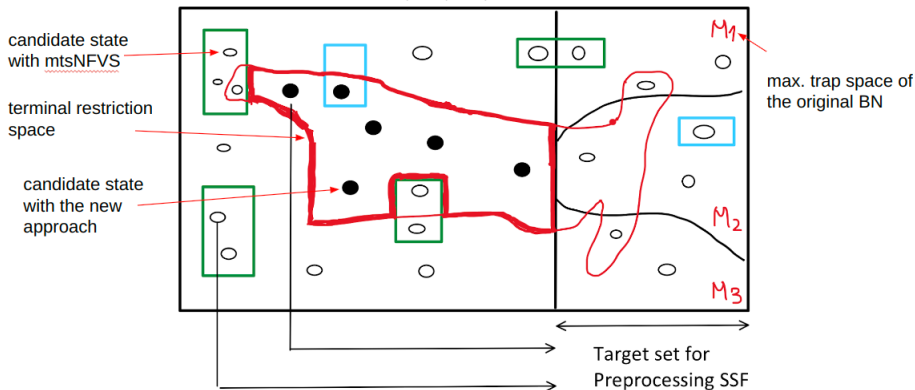 candidate state
with mtsNFVS
terminal restriction
space
candidate state
with the new
approach
M1
max. trap space of
the original BN
M2
M3
Target set for
Preprocessing SSF